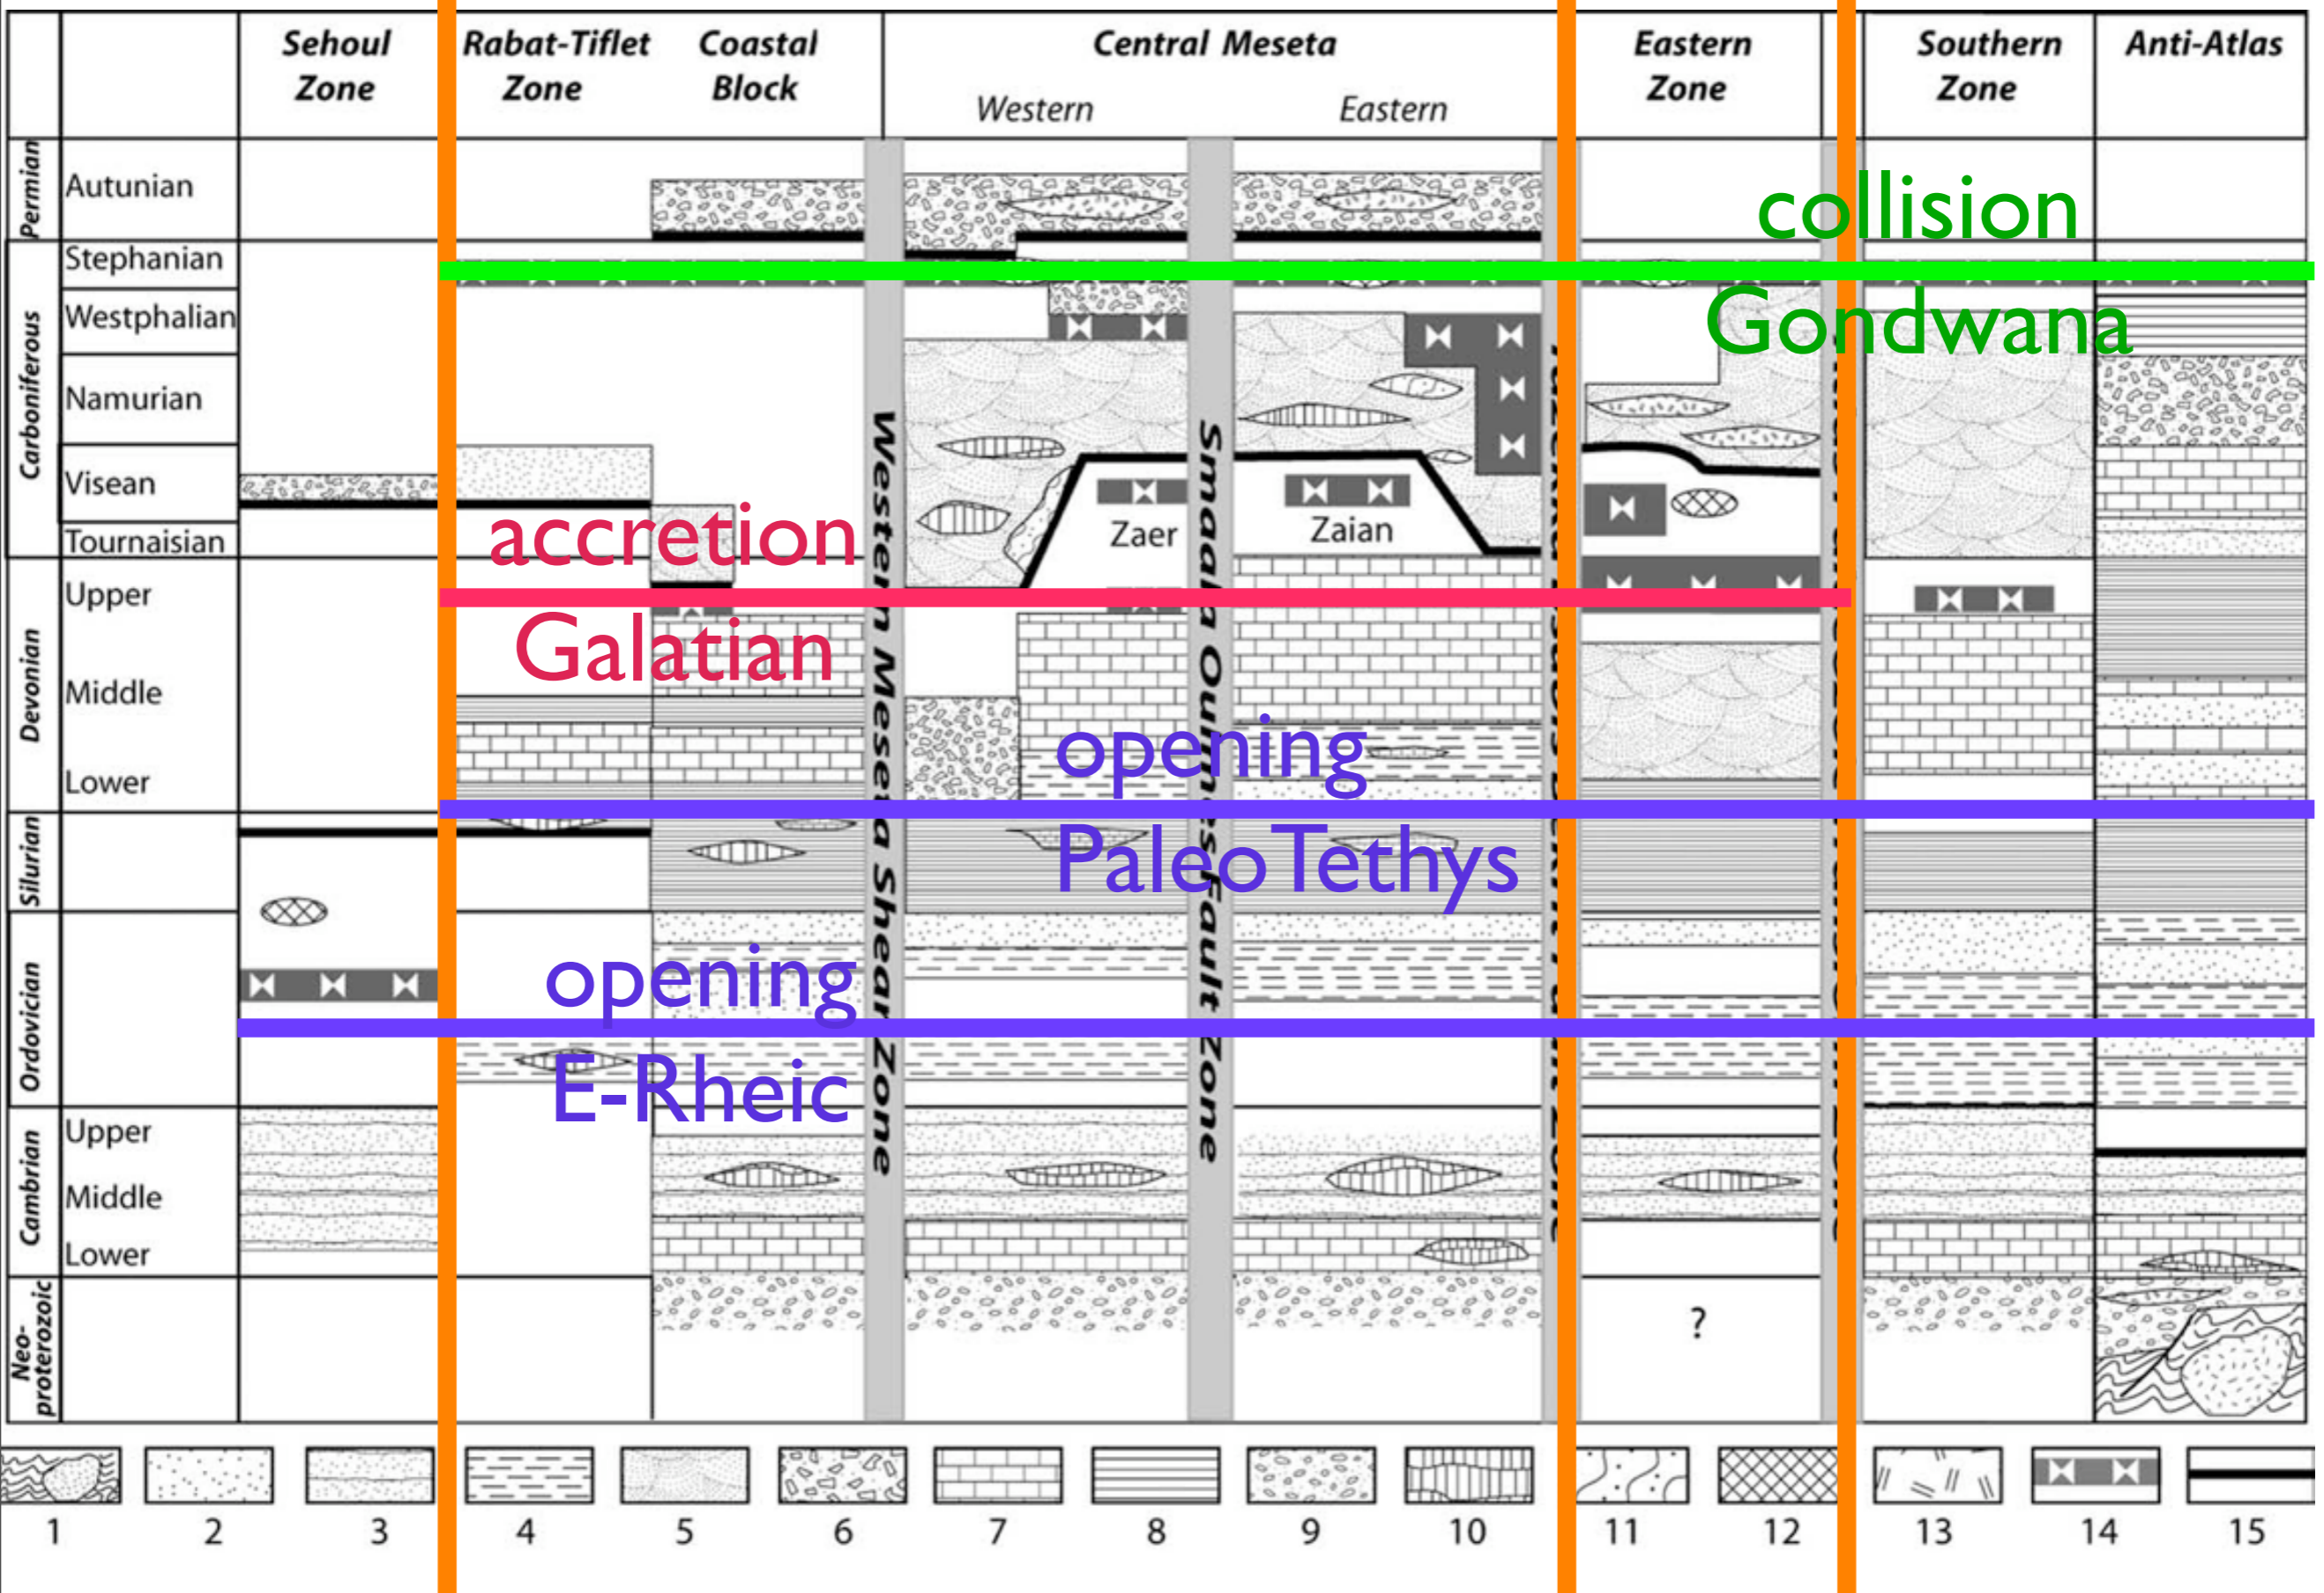 Sehoul Zone
Rabat-Tiflet Zone
Coastal Block
Central Meseta
Western
Eastern
Eastern Zone
Southern Zone
Anti-Atlas
Permian
Autunian
collision
Carboniferous
Stephanian
Gondwana
Westphalian
Namurian
Visean
Tournaisian
accretion
Zaer
Zaian
Devonian
Upper
Galatian
Middle
Lower
opening
PaleoTethys
Silurian
Ordovician
opening
E-Rheic
Cambrian
Upper
Middle
Lower
Neo-
proterozoic
?
Western Meseta Shear Zone
Smaala Oulmes Fault Zone
1 2 3 4 5 6 7 8 9 10 11 12 13 14 15